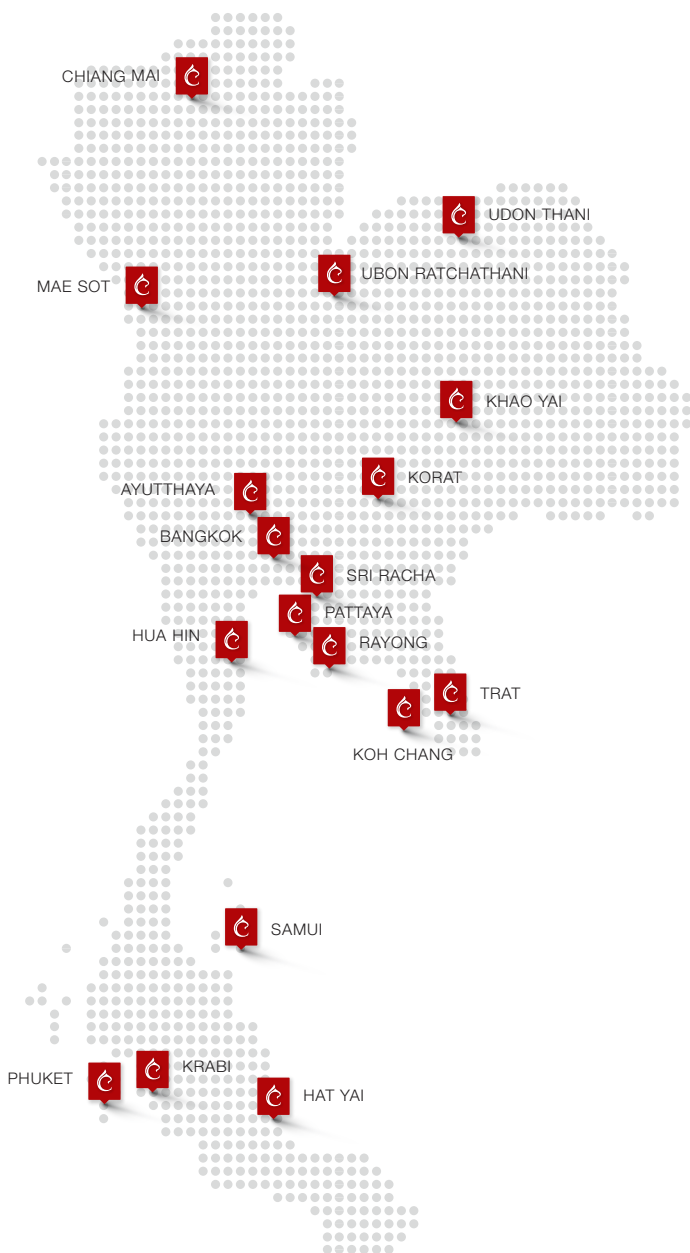 CHIANG MAI
UDON THANI
UBON RATCHATHANI
MAE SOT
KHAO YAI
KORAT
AYUTTHAYA
BANGKOK
SRI RACHA
PATTAYA
HUA HIN
RAYONG
TRAT
KOH CHANG
SAMUI
KRABI
PHUKET
HAT YAI